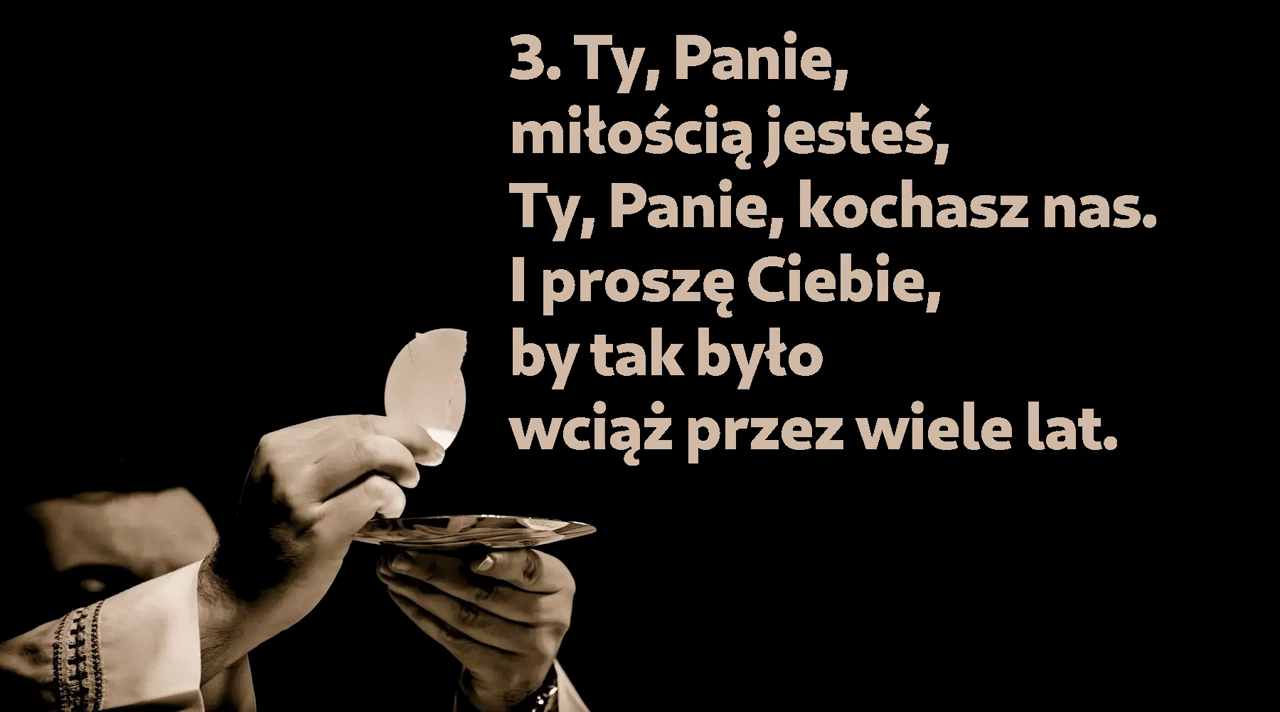 3. Ty, Panie,
miłością jesteś,
Ty, Panie, kochasz nas.
I proszę Ciebie,
by tak było
wciąż przez wiele lat.